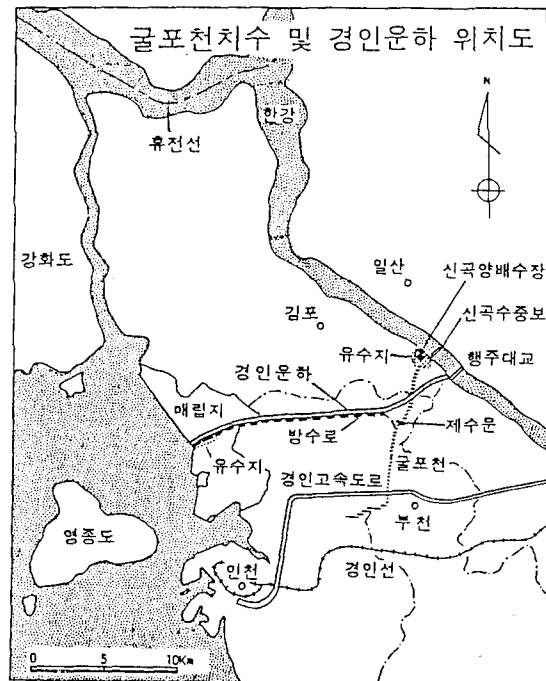 굴포천치수 및 경인운하 위치도
N
한강
휴전선
강화도
일산
신곡양배수장
김포
신곡수중보
유수지
행주대교
경인운하
매립지
방수로
제수문
유수지
굴포천
경인고속도로
영종도
부천
인천
경인선
0 5 10Km